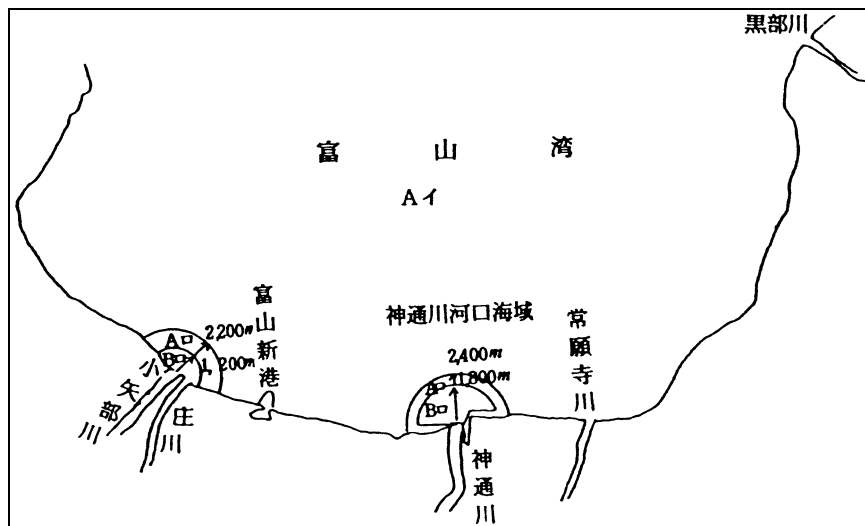 黒部川
富山湾
Aイ
富山新港
神通川河口海域
常願寺川
2,200m
Aロ
Bロ
1,200m
小矢部川
庄川
2,400m
Aロ
1,800m
Bロ
神通川